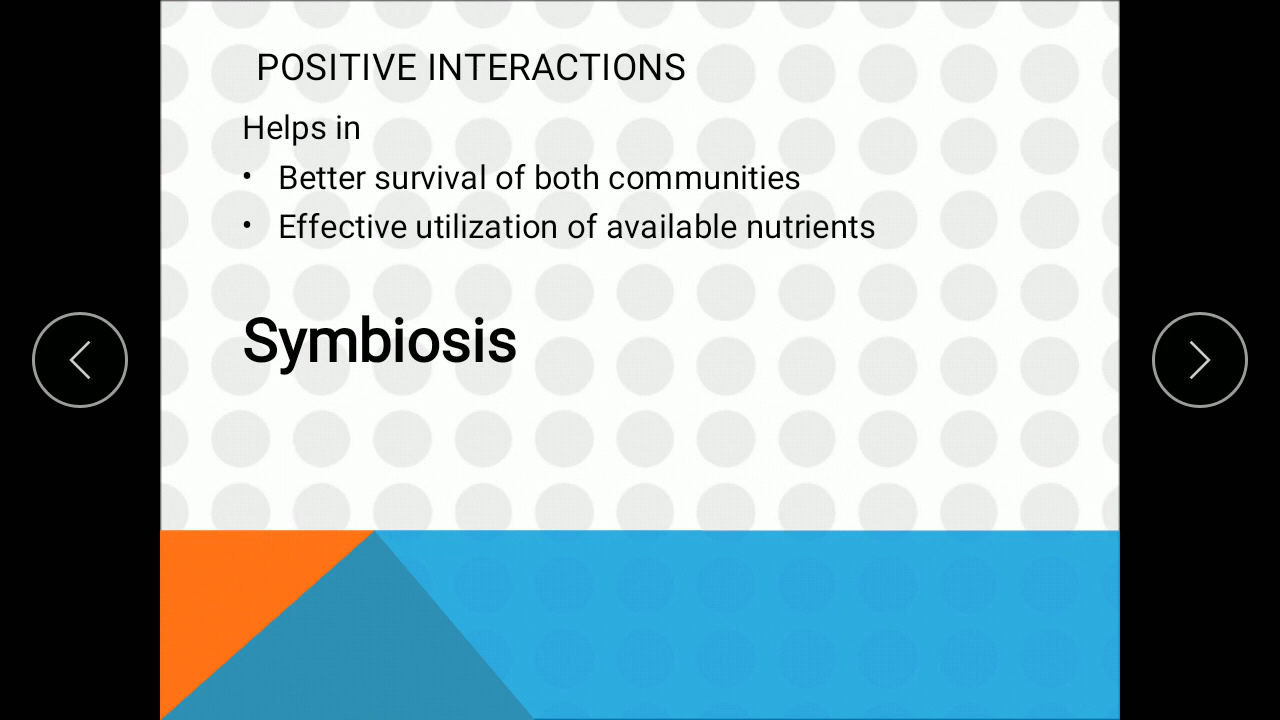 POSITIVE INTERACTIONS
Helps in
• Better survival of both communities
• Effective utilization of available nutrients
Symbiosis